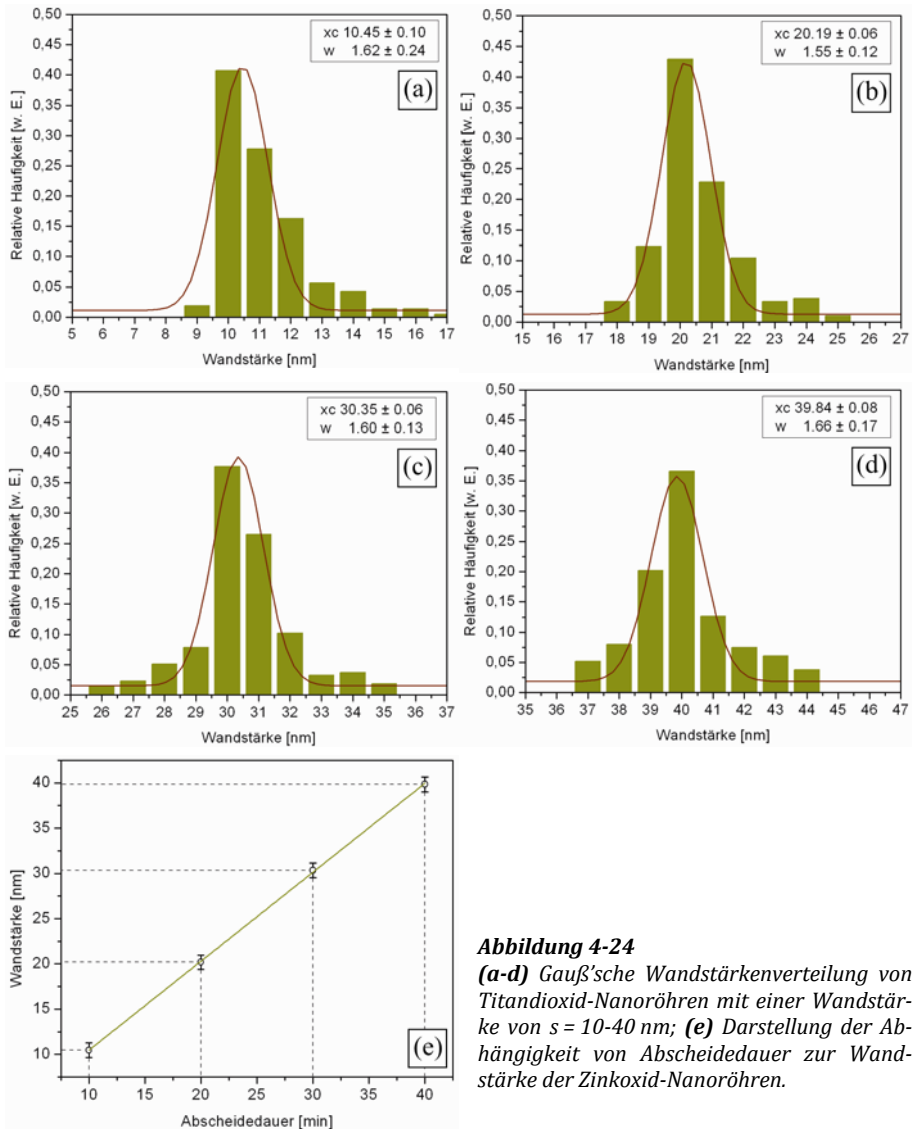 0,50
0,45
0,40
0,35
0,30
0,25
0,20
0,15
0,10
0,05
0,00
Relative Häufigkeit [w. E.]
xc 10.45 ± 0.10
w 1.62 ± 0.24
(a)
5 6 7 8 9 10 11 12 13 14 15 16 17
Wandstärke [nm]
0,50
0,45
0,40
0,35
0,30
0,25
0,20
0,15
0,10
0,05
0,00
Relative Häufigkeit [w. E.]
xc 20.19 ± 0.06
w 1.55 ± 0.12
(b)
15 16 17 18 19 20 21 22 23 24 25 26 27
Wandstärke [nm]
0,50
0,45
0,40
0,35
0,30
0,25
0,20
0,15
0,10
0,05
0,00
Relative Häufigkeit [w. E.]
xc 30.35 ± 0.06
w 1.60 ± 0.13
(c)
25 26 27 28 29 30 31 32 33 34 35 36 37
Wandstärke [nm]
0,50
0,45
0,40
0,35
0,30
0,25
0,20
0,15
0,10
0,05
0,00
Relative Häufigkeit [w. E.]
xc 39.84 ± 0.08
w 1.66 ± 0.17
(d)
35 36 37 38 39 40 41 42 43 44 45 46 47
Wandstärke [nm]
40
35
30
25
20
15
10
Wandstärke [nm]
(e)
10 15 20 25 30 35 40
Abscheidedauer [min]
Abbildung 4-24
(a-d) Gauß’sche Wandstärkenverteilung von
Titandioxid-Nanoröhren mit einer Wandstär-
ke von s = 10-40 nm; (e) Darstellung der Ab-
hängigkeit von Abscheidedauer zur Wand-
stärke der Zinkoxid-Nanoröhren.